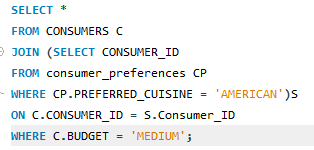 SELECT *
FROM CONSUMERS C
JOIN (SELECT CONSUMER_ID
FROM consumer_preferences CP
WHERE CP.PREFERRED_CUISINE = 'AMERICAN')S
ON C.CONSUMER_ID = S.Consumer_ID
WHERE C.BUDGET = 'MEDIUM';